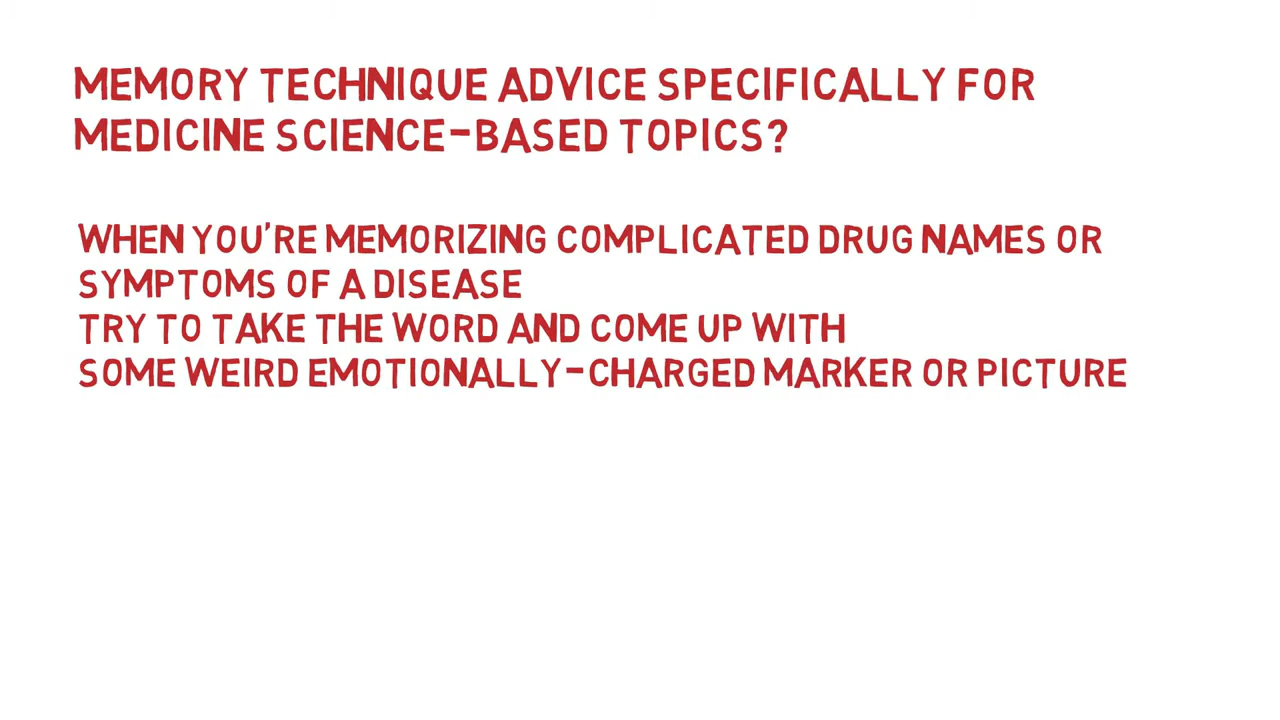 MEMORY TECHNIQUE ADVICE SPECIFICALLY FOR
MEDICINE SCIENCE-BASED TOPICS?
WHEN YOU'RE MEMORIZING COMPLICATED DRUG NAMES OR
SYMPTOMS OF A DISEASE
TRY TO TAKE THE WORD AND COME UP WITH
SOME WEIRD EMOTIONALLY-CHARGED MARKER OR PICTURE